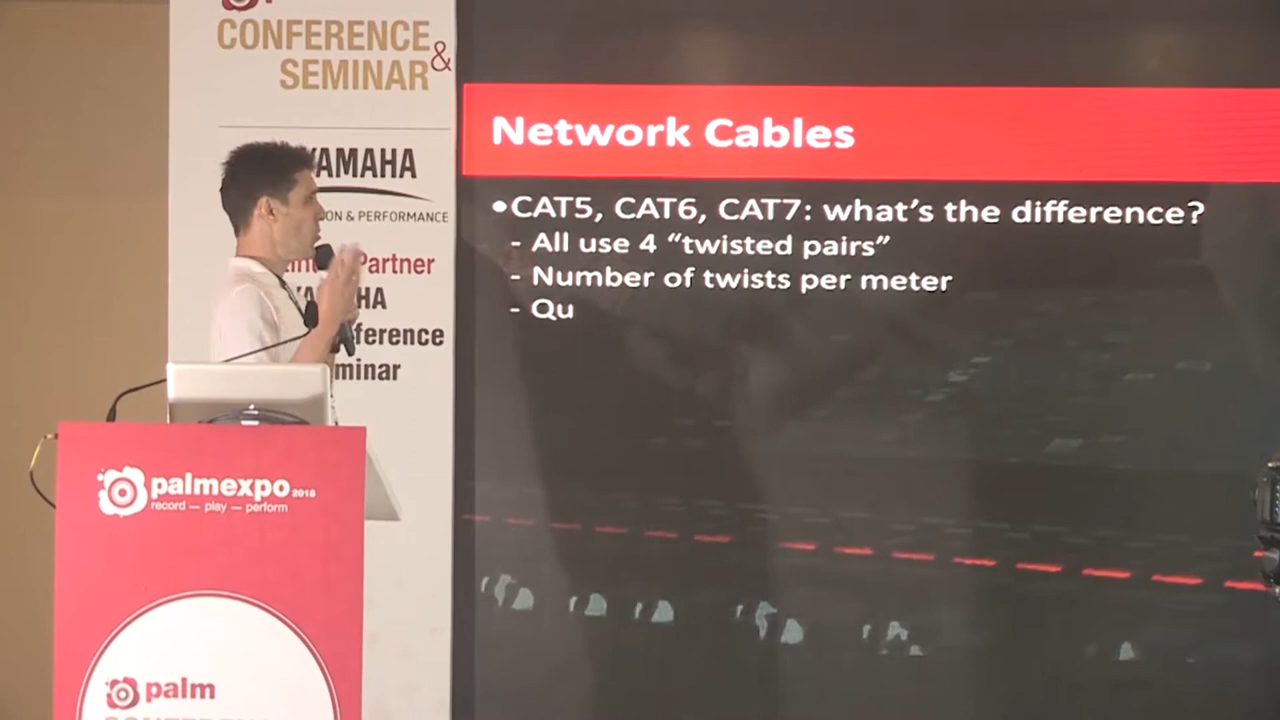 CONFERENCE
&
SEMINAR
YAMAHA
ON & PERFORMANCE
Partner
HA
ference
minar
Network Cables
•CAT5, CAT6, CAT7: what's the difference?
- All use 4 “twisted pairs”
- Number of twists per meter
- Qu
palmexpo 2018
record — play — perform
palm